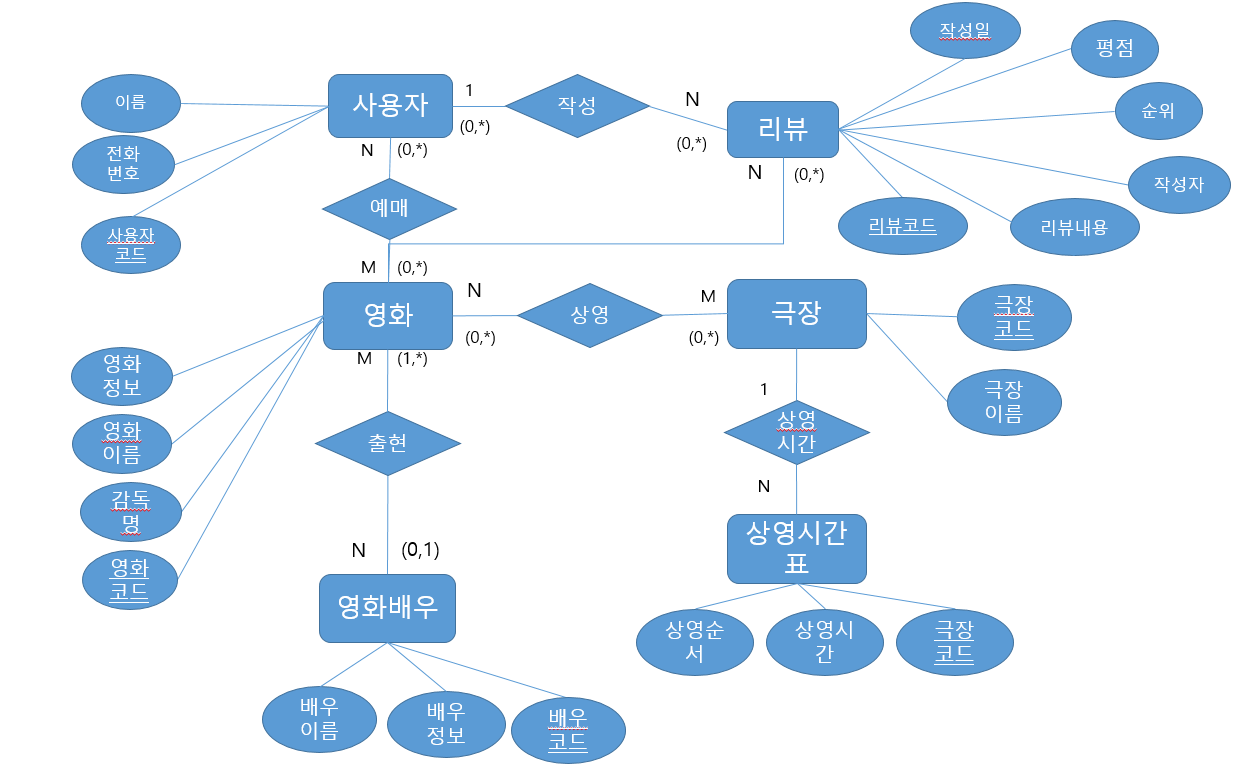 작성일
평점
이름
사용자
1
(0,*)
작성
N
(0,*)
리뷰
순위
전화
번호
N
(0,*)
N
(0,*)
작성자
사용자
코드
예매
리뷰코드
리뷰내용
M
(0,*)
영화
N
(0,*)
상영
M
(0,*)
극장
극장
코드
영화
정보
M
(1,*)
1
극장
이름
영화
이름
출현
상영
시간
감독
명
N
영화
코드
N
(0,1)
상영시간
표
영화배우
상영순
서
상영시
간
극장
코드
배우
이름
배우
정보
배우
코드